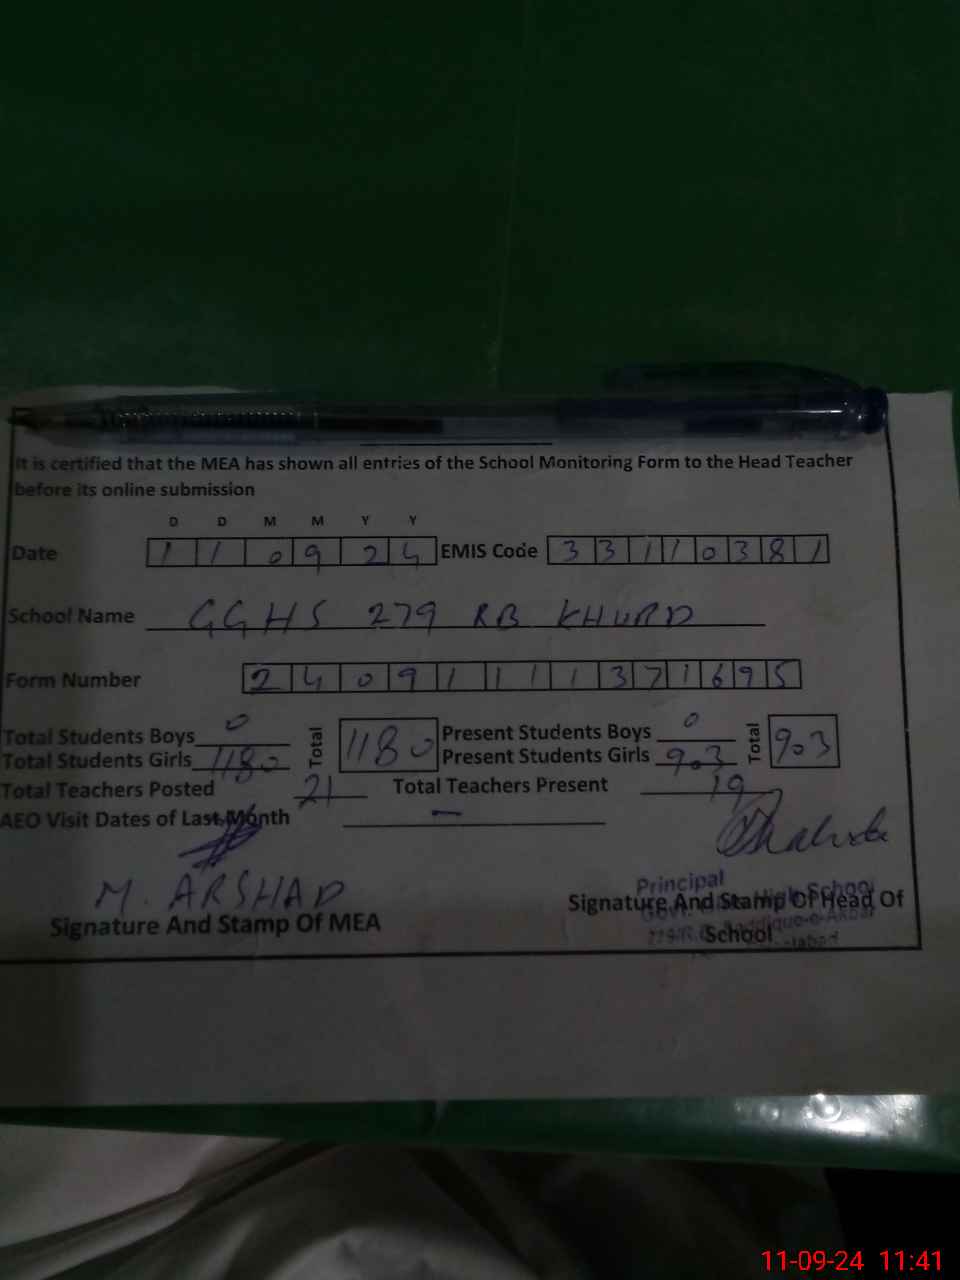 It is certified that the MEA has shown all entries of the School Monitoring Form to the Head Teacher
before its online submission
D D M M Y Y
Date 1 1 0 9 2 4 EMIS Code 3 3 1 1 0 3 8 1
School Name GGHS 279 RB KHURD
Form Number 2 4 0 9 1 1 1 1 3 7 1 6 9 5
Total Students Boys 0 Total 1180 Present Students Boys 0 Total 903
Total Students Girls 1180 Present Students Girls 903
Total Teachers Posted 21 Total Teachers Present 19
AEO Visit Dates of Last Month -
M. ARSHAD
Principal
Signature And Stamp Of MEA Signature And Stamp Of Head Of
School
High School
11-09-24 11:41